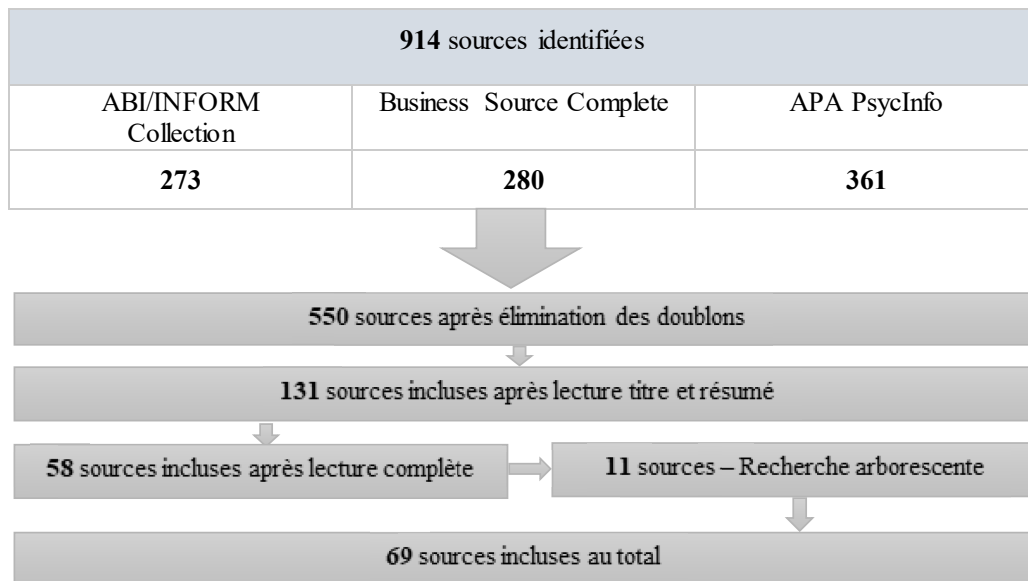 914 sources identifiées
ABI/INFORM
Collection
Business Source Complete
APA PsycInfo
273
280
361
550 sources après élimination des doublons
131 sources incluses après lecture titre et résumé
58 sources incluses après lecture complète
11 sources – Recherche arborescente
69 sources incluses au total